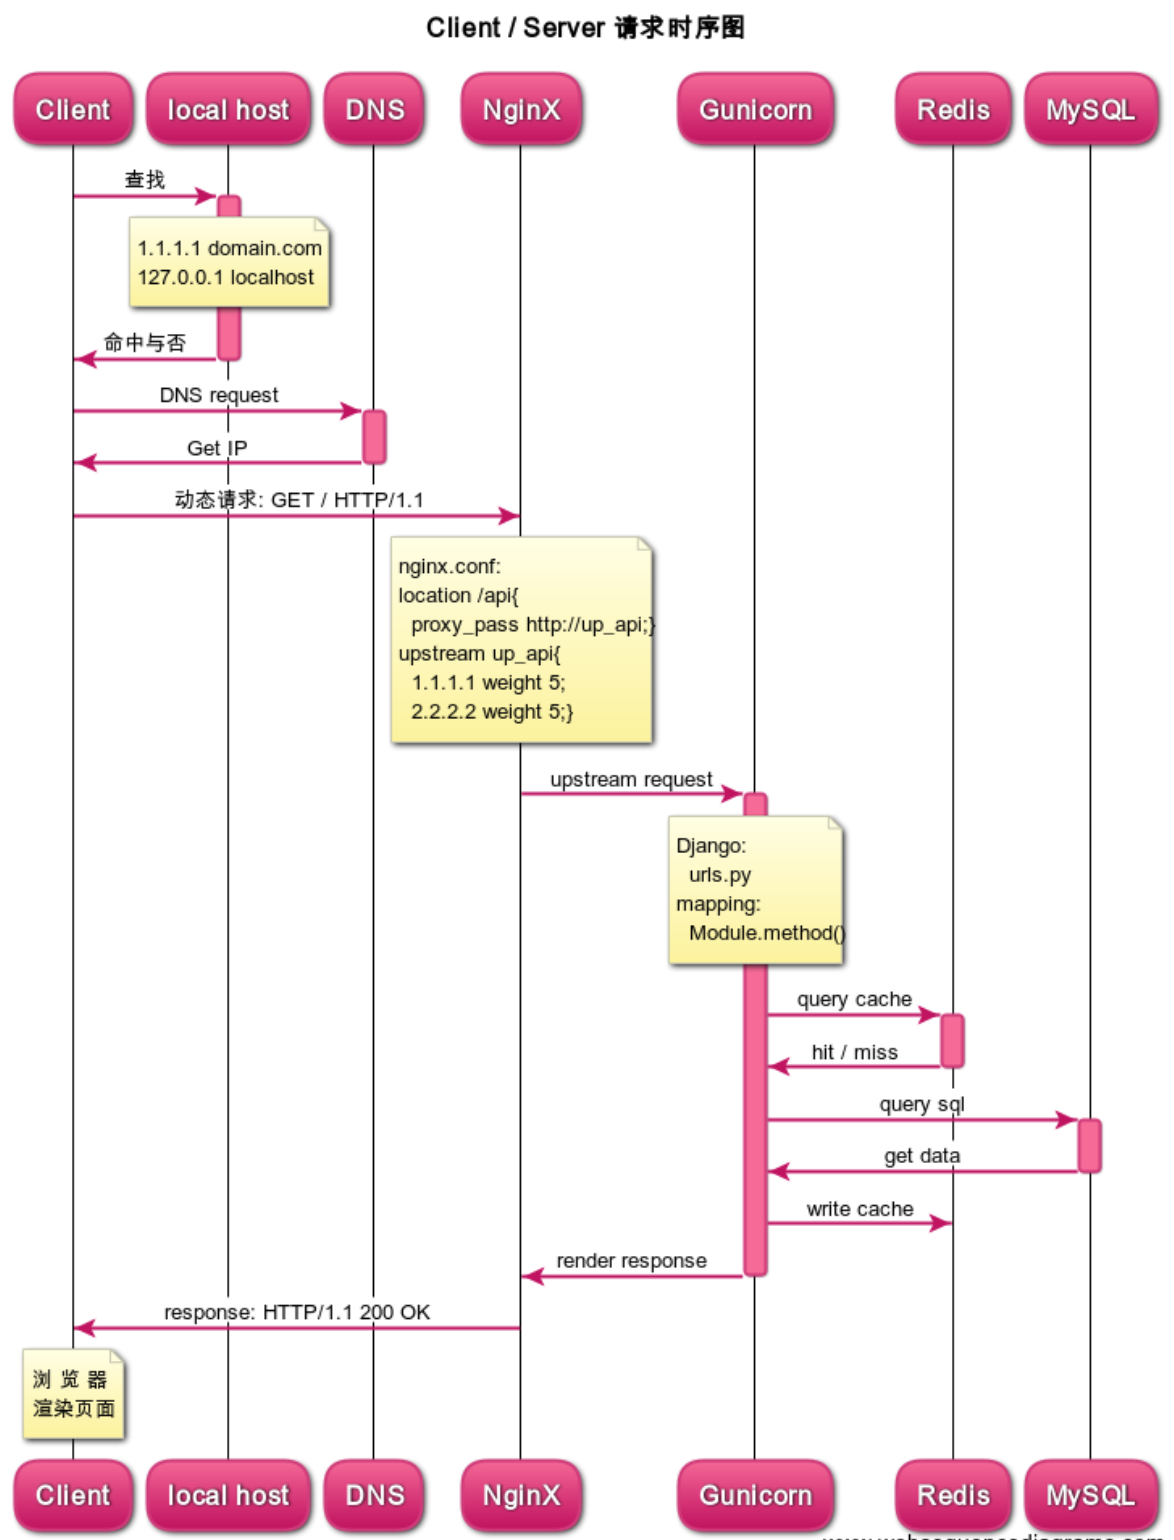 Client / Server 请求时序图
Client
local host
DNS
NginX
Gunicorn
Redis
MySQL
查找
1.1.1.1 domain.com
127.0.0.1 localhost
命中与否
DNS request
Get IP
动态请求: GET / HTTP/1.1
nginx.conf:
location /api{
proxy_pass http://up_api;}
upstream up_api{
1.1.1.1 weight 5;
2.2.2.2 weight 5;}
upstream request
Django:
urls.py
mapping:
Module.method()
query cache
hit / miss
query sql
get data
write cache
render response
response: HTTP/1.1 200 OK
浏 览 器
渲染页面
Client
local host
DNS
NginX
Gunicorn
Redis
MySQL
www.websequencediagrams.com